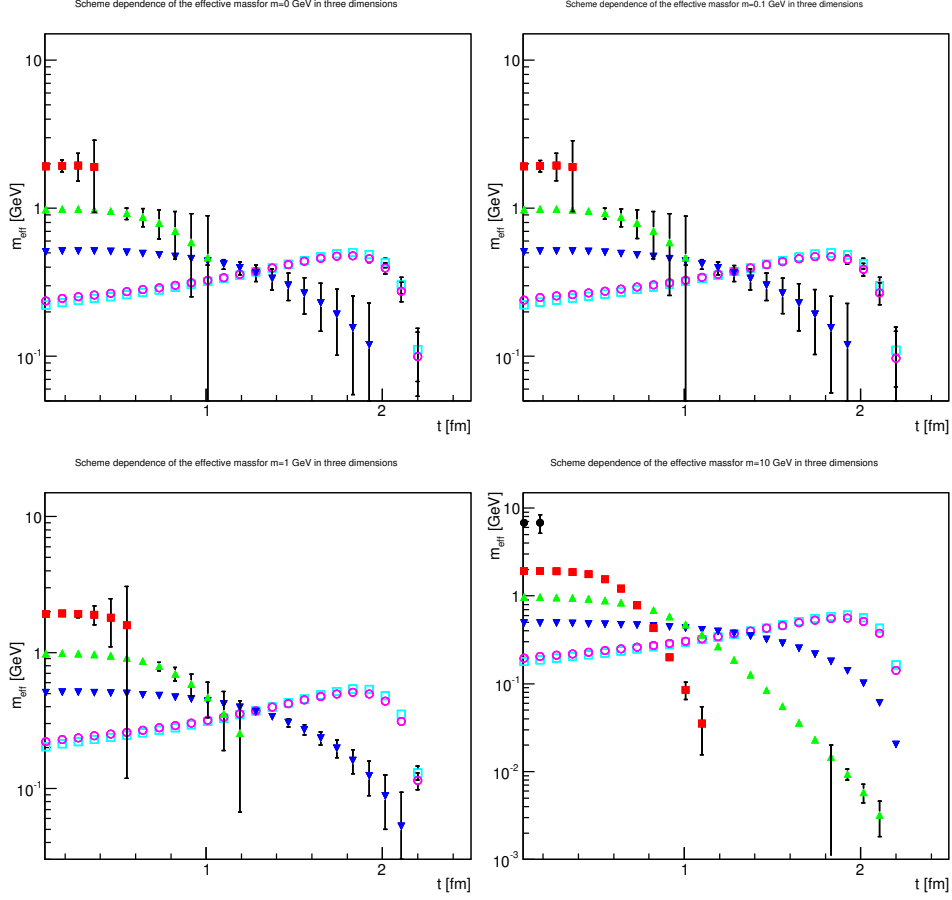 Scheme dependence of the effective massfor m=0 GeV in three dimensions
m_eff [GeV]
10
1
10^-1
1
2
t [fm]
Scheme dependence of the effective massfor m=0.1 GeV in three dimensions
m_eff [GeV]
10
1
10^-1
1
2
t [fm]
Scheme dependence of the effective massfor m=1 GeV in three dimensions
m_eff [GeV]
10
1
10^-1
1
2
t [fm]
Scheme dependence of the effective massfor m=10 GeV in three dimensions
m_eff [GeV]
10
1
10^-1
10^-2
10^-3
1
2
t [fm]